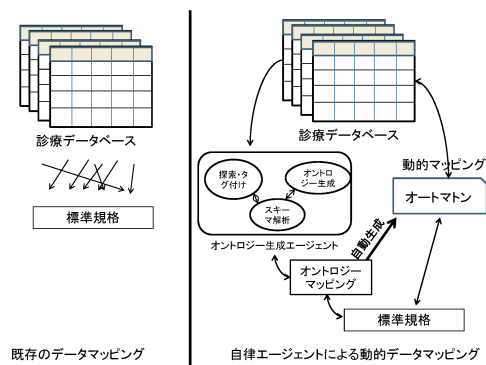 診療データベース
標準規格
既存のデータマッピング
診療データベース
動的マッピング
探索・タ
グ付け
オントロ
ジー生成
スキー
マ解析
オートマトン
オントロジー生成エージェント
自動生成
オントロジー
マッピング
標準規格
自律エージェントによる動的データマッピング